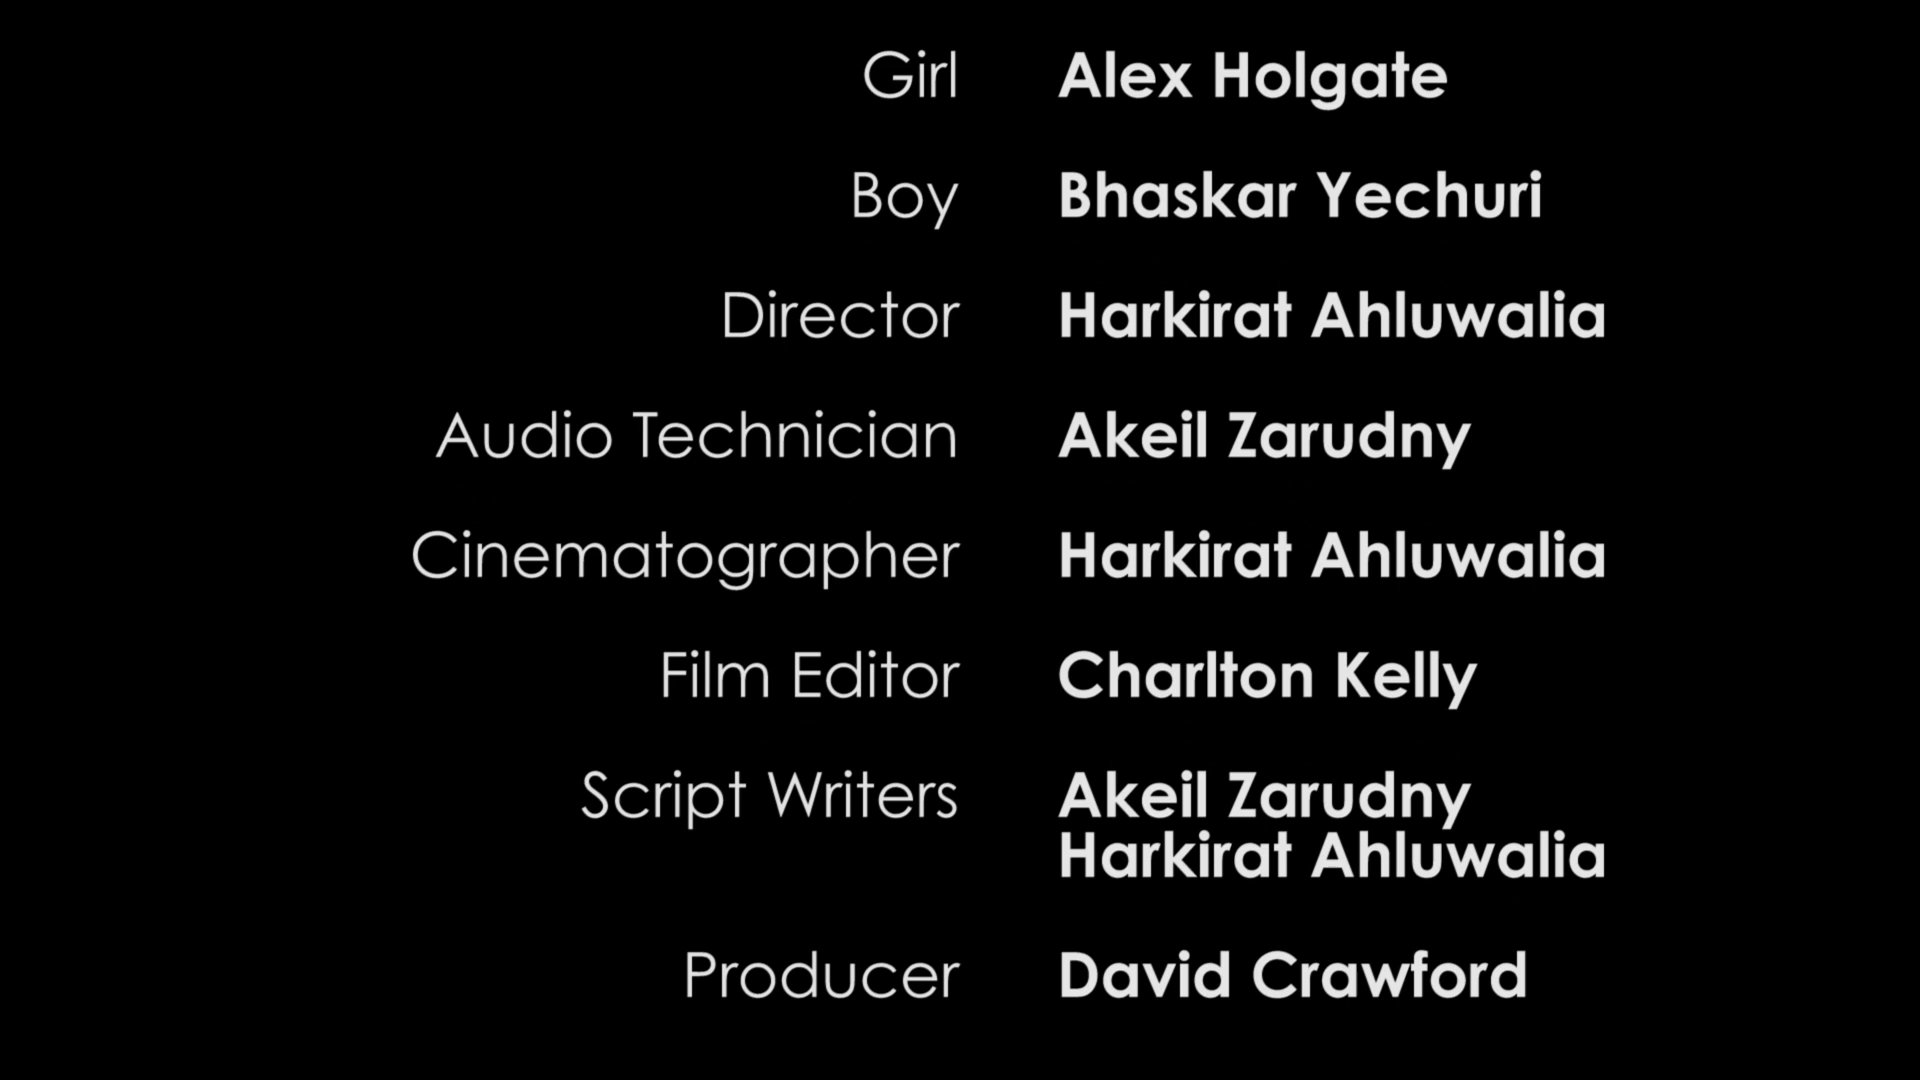 Girl Alex Holgate
Boy Bhaskar Yechuri
Director Harkirat Ahluwalia
Audio Technician Akeil Zarudny
Cinematographer Harkirat Ahluwalia
Film Editor Charlton Kelly
Script Writers Akeil Zarudny
Harkirat Ahluwalia
Producer David Crawford